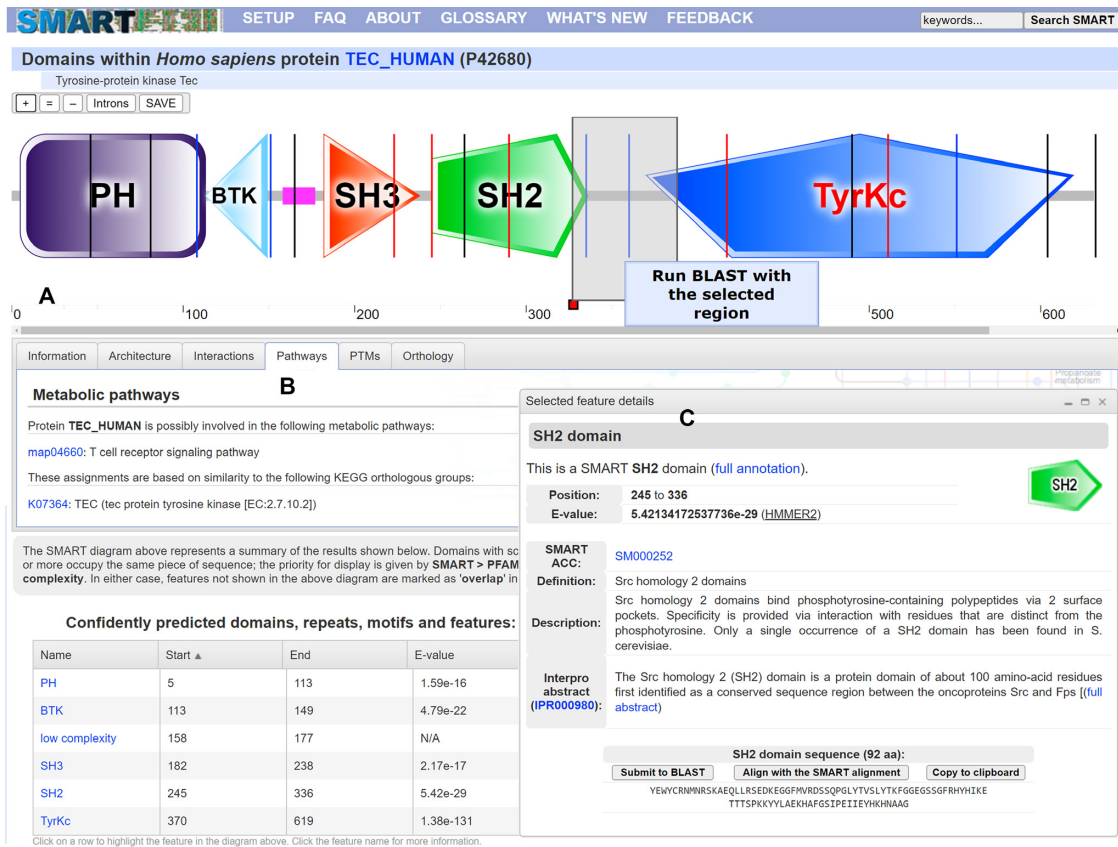 SMART SETUP FAQ ABOUT GLOSSARY WHAT'S NEW FEEDBACK keywords... Search SMART
Domains within Homo sapiens protein TEC_HUMAN (P42680)
Tyrosine-protein kinase Tec
+ = – Introns SAVE
PH BTK SH3 SH2 TyrKc
Run BLAST with
the selected
region
A
0 100 200 300 500 600
Information Architecture Interactions Pathways PTMs Orthology
B
Propanoate
metabolism
Metabolic pathways
Protein TEC_HUMAN is possibly involved in the following metabolic pathways:
map04660: T cell receptor signaling pathway
These assignments are based on similarity to the following KEGG orthologous groups:
K07364: TEC (tec protein tyrosine kinase [EC:2.7.10.2])
The SMART diagram above represents a summary of the results shown below. Domains with sc
or more occupy the same piece of sequence; the priority for display is given by SMART > PFAM
complexity. In either case, features not shown in the above diagram are marked as 'overlap' in
Confidently predicted domains, repeats, motifs and features:
Name Start ▲ End E-value
PH 5 113 1.59e-16
BTK 113 149 4.79e-22
low complexity 158 177 N/A
SH3 182 238 2.17e-17
SH2 245 336 5.42e-29
TyrKc 370 619 1.38e-131
Click on a row to highlight the feature in the diagram above. Click the feature name for more information.
Selected feature details
C
SH2 domain
This is a SMART SH2 domain (full annotation).
SH2
Position: 245 to 336
E-value: 5.42134172537736e-29 (HMMER2)
SMART
ACC: SM000252
Definition: Src homology 2 domains
Description: Src homology 2 domains bind phosphotyrosine-containing polypeptides via 2 surface
pockets. Specificity is provided via interaction with residues that are distinct from the
phosphotyrosine. Only a single occurrence of a SH2 domain has been found in S.
cerevisiae.
Interpro
abstract
(IPR000980): The Src homology 2 (SH2) domain is a protein domain of about 100 amino-acid residues
first identified as a conserved sequence region between the oncoproteins Src and Fps [(full
abstract)
SH2 domain sequence (92 aa):
Submit to BLAST Align with the SMART alignment Copy to clipboard
YEWYCRNMNRSKAEQLLRSEDKEGGFMVRDSSQPGLYTVSLYTKFGGEGSSGFRHYHIKE
TTTSPKKYYLAEKHAFGSIPEIIEYHKHNAAG